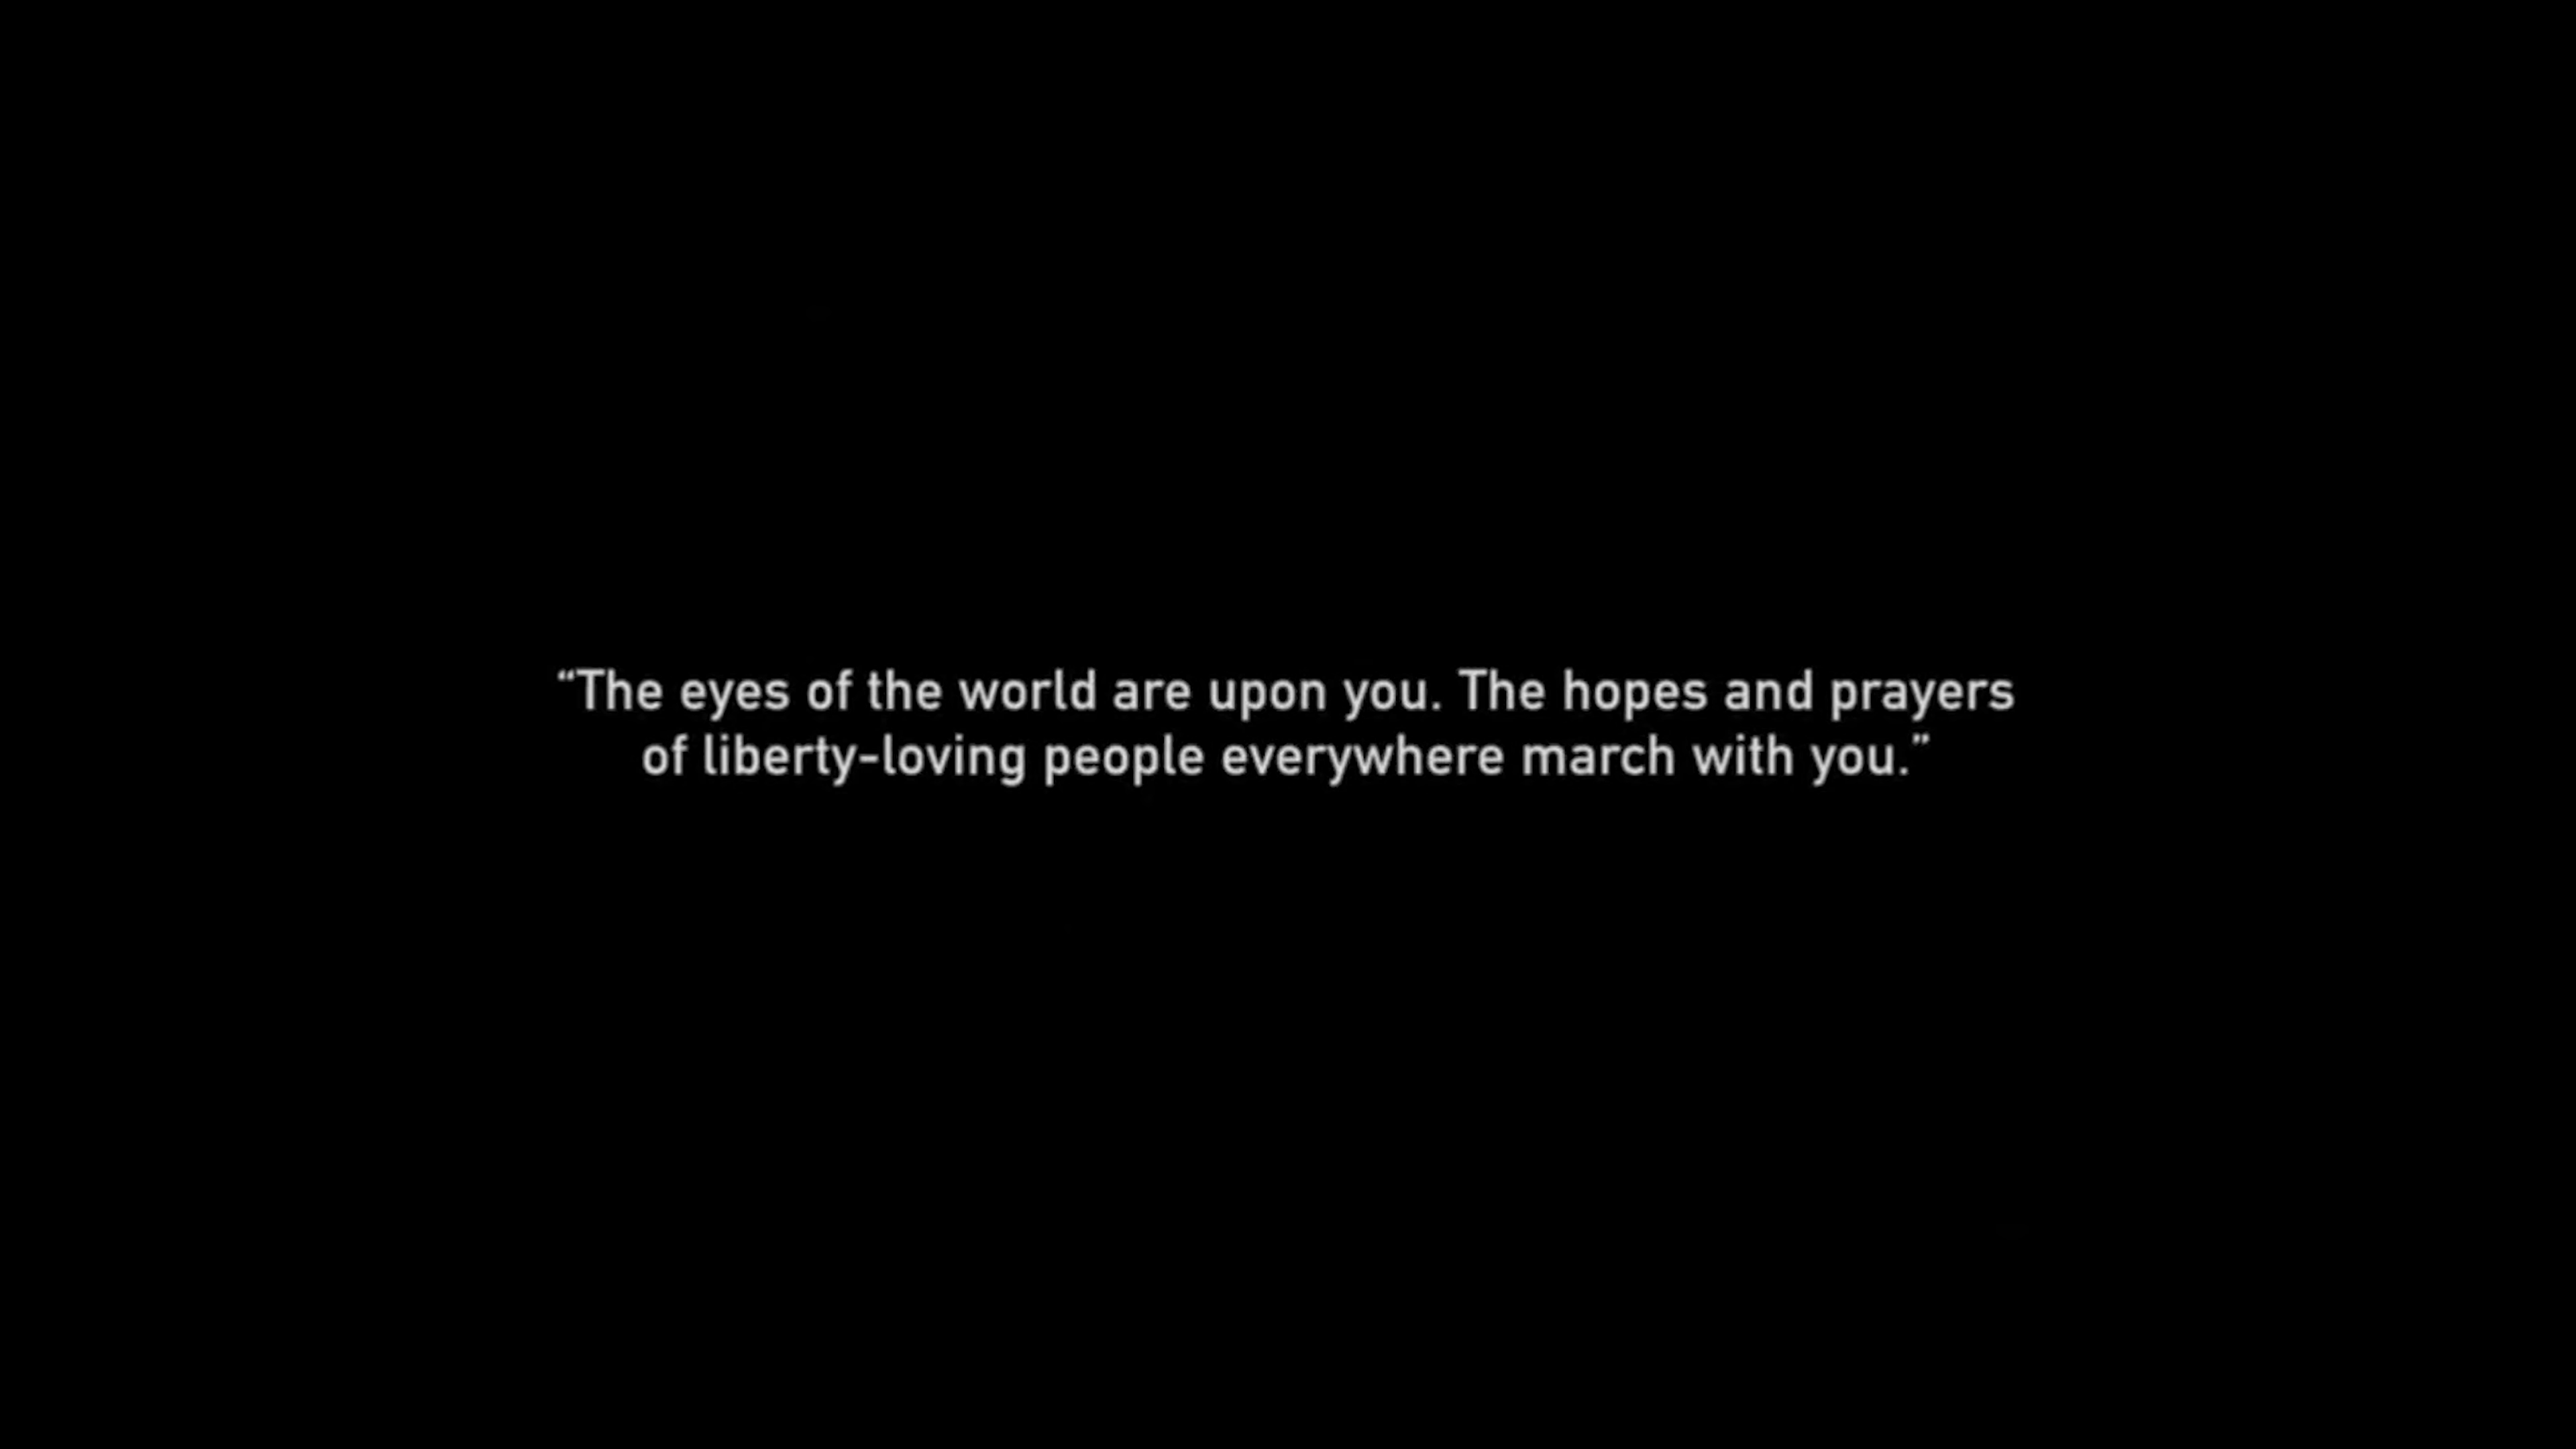 “The eyes of the world are upon you. The hopes and prayers
of liberty-loving people everywhere march with you.”